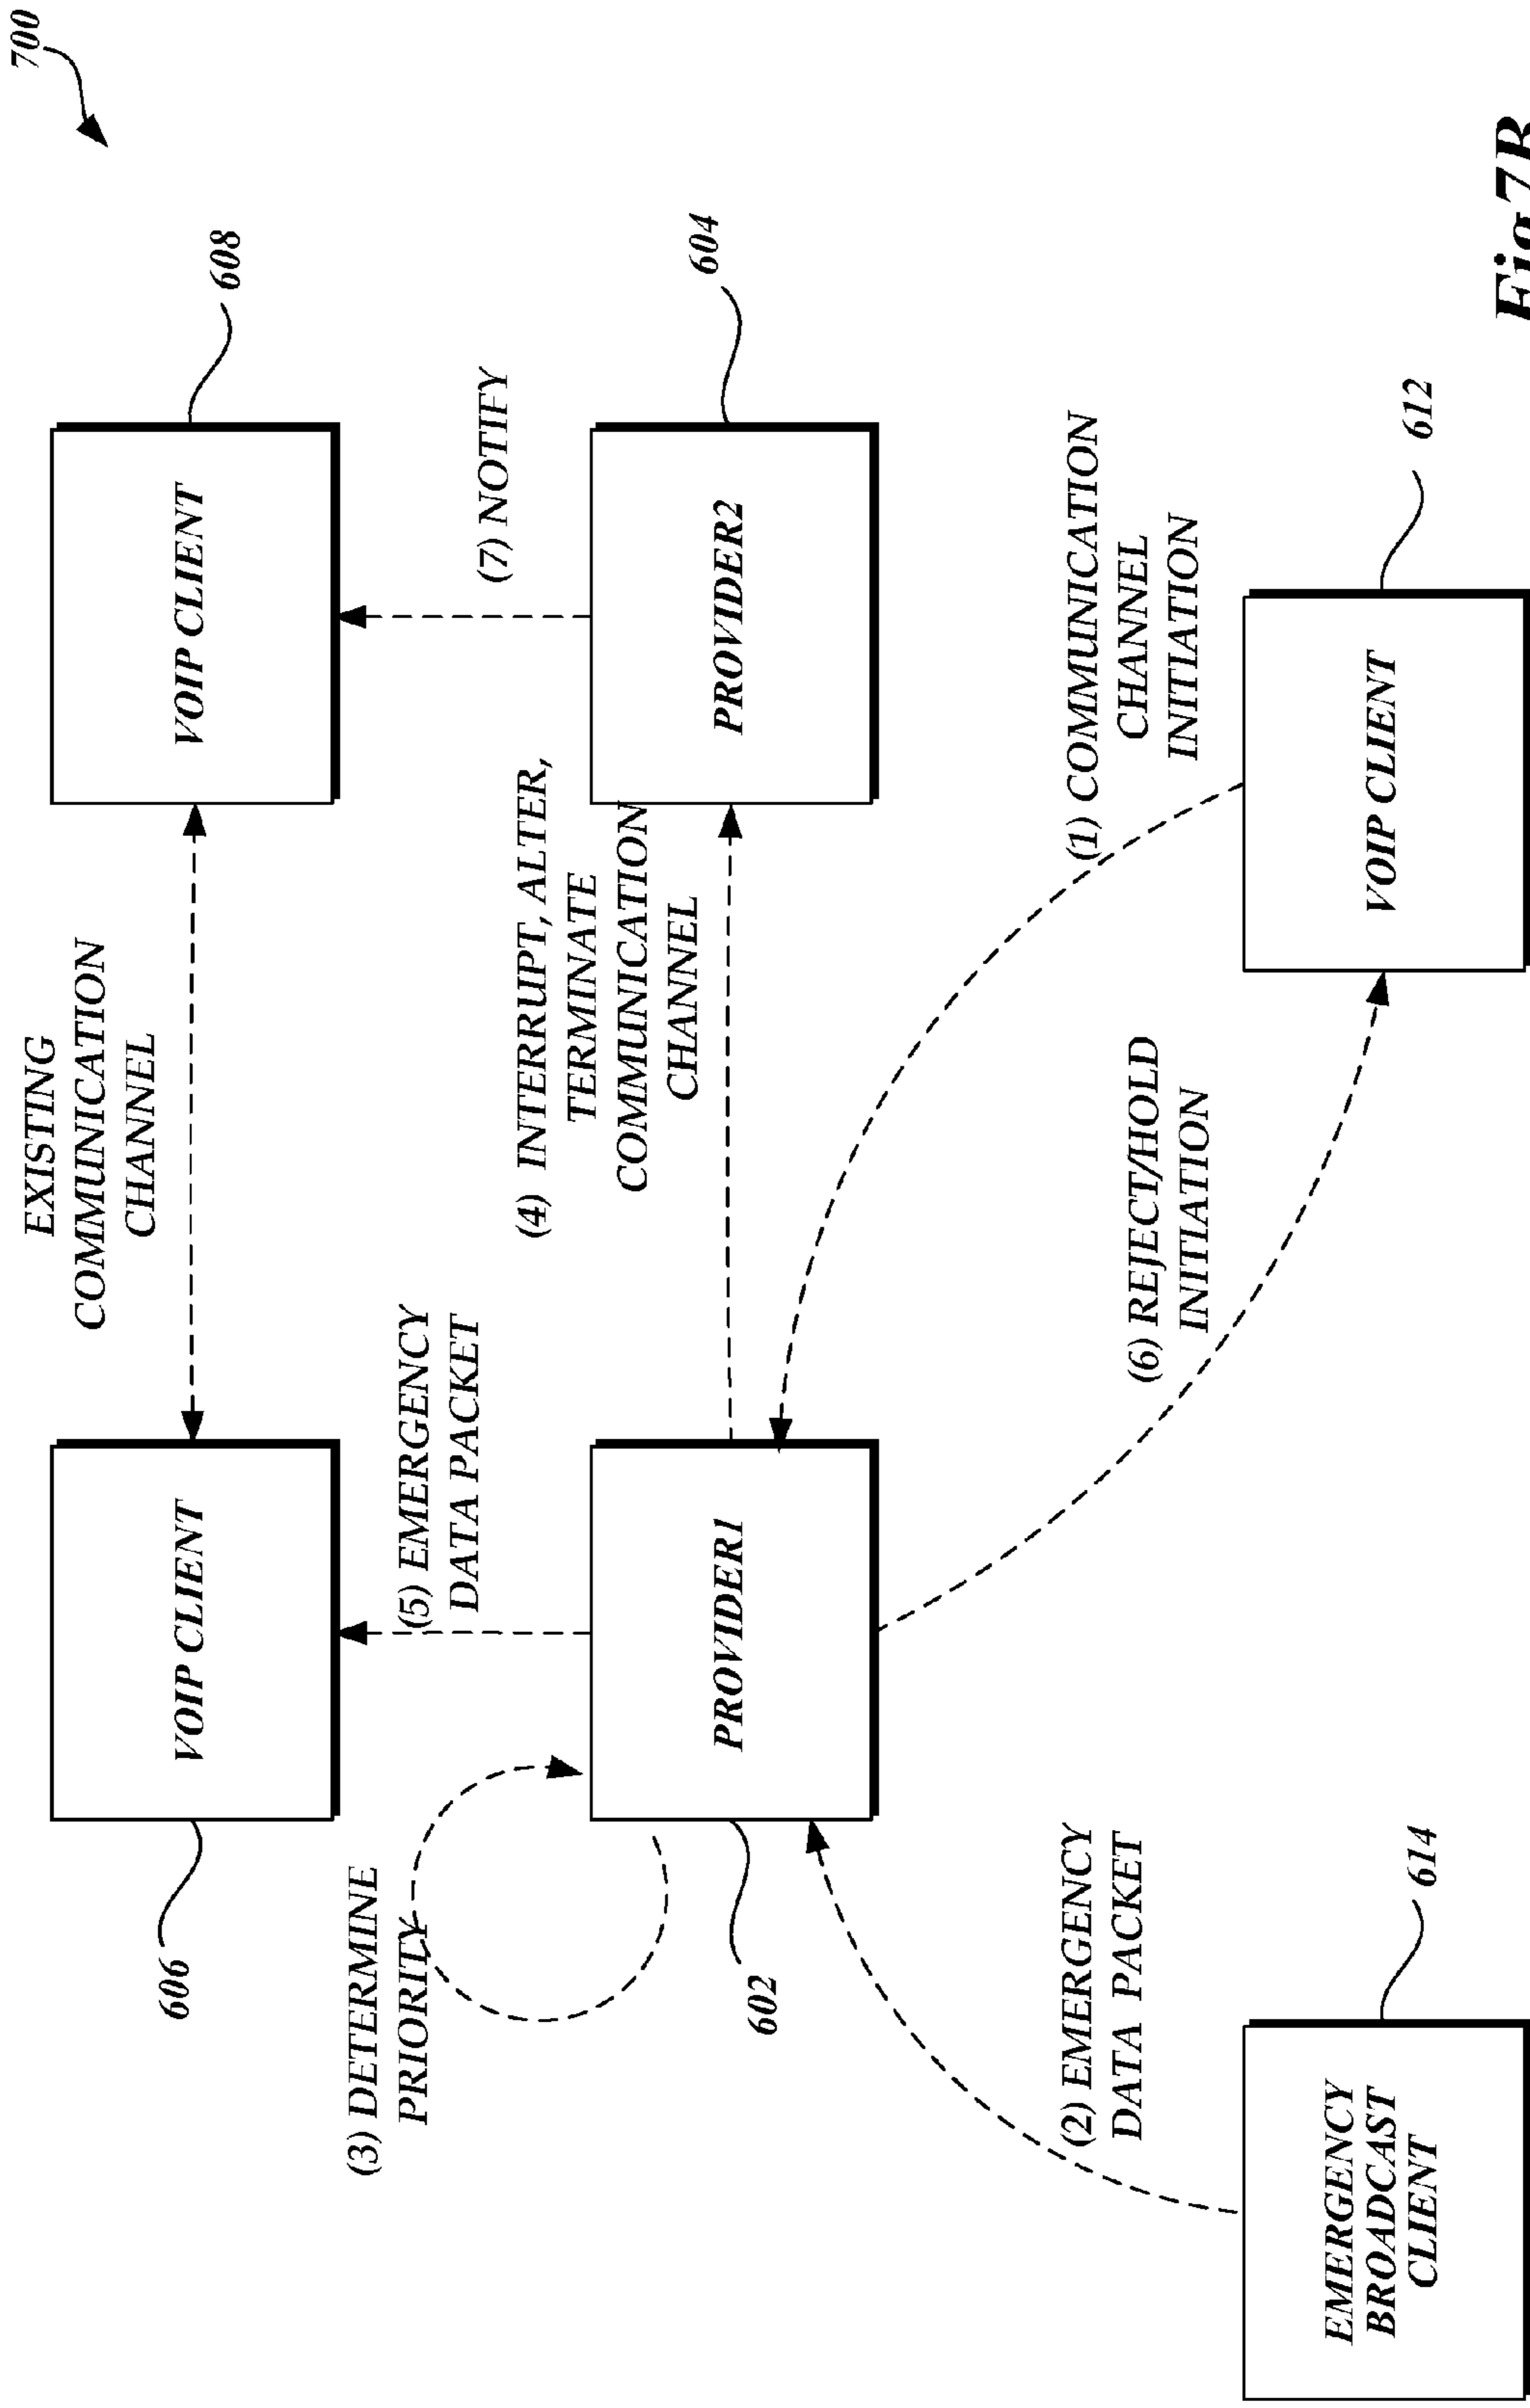 700
EXISTING
COMMUNICATION
CHANNEL
606
VOIP CLIENT
VOIP CLIENT
608
(3) DETERMINE
PRIORITY
(5) EMERGENCY
DATA PACKET
(4) INTERRUPT, ALTER,
TERMINATE
COMMUNICATION
CHANNEL
(7) NOTIFY
602
PROVIDER1
PROVIDER2
604
(2) EMERGENCY
DATA PACKET
(6) REJECT/HOLD
INITIATION
(1) COMMUNICATION
CHANNEL
INITIATION
EMERGENCY
BROADCAST
CLIENT
614
VOIP CLIENT
612
Fig.7B